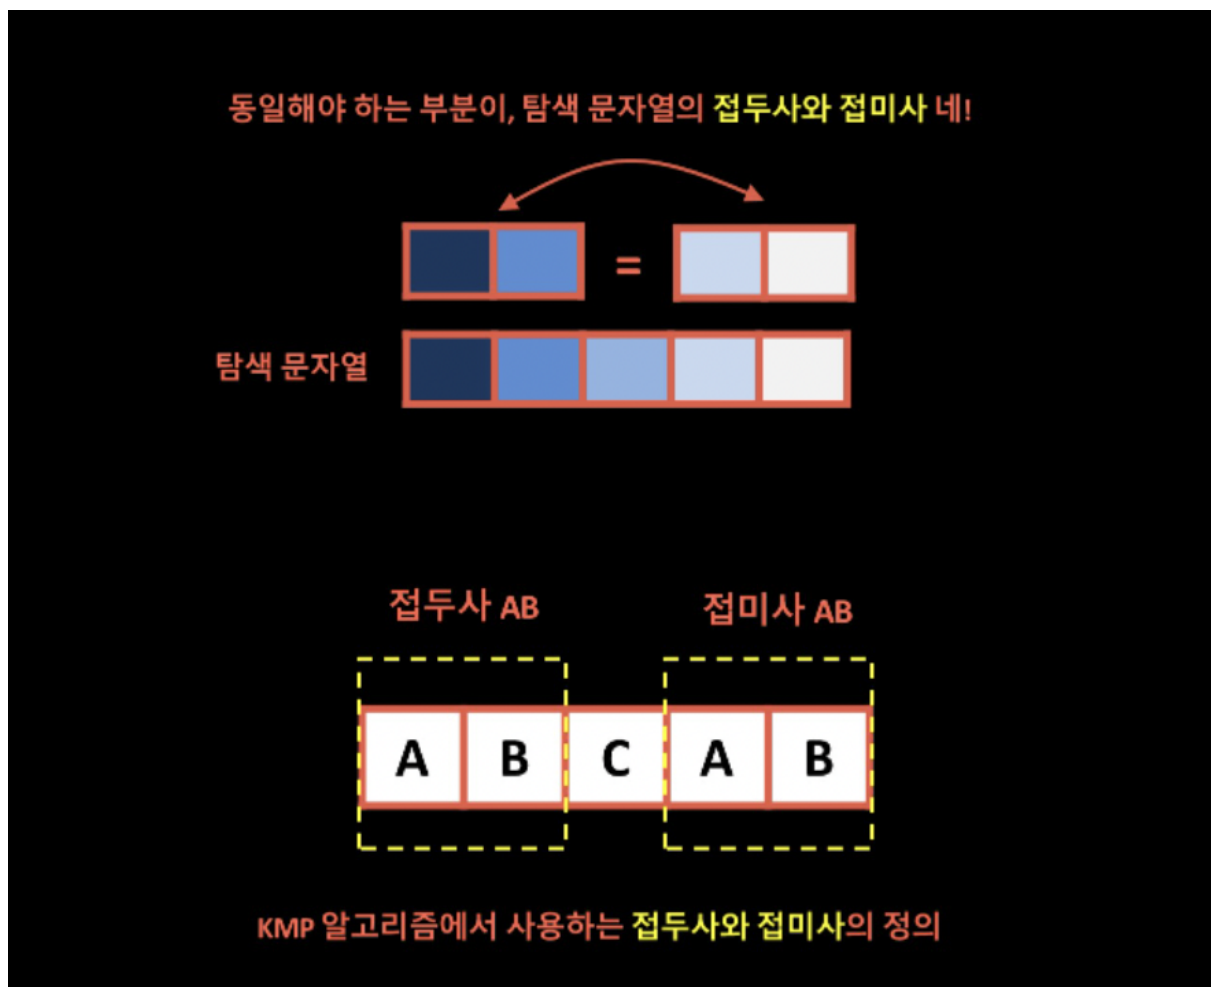 동일해야 하는 부분이, 탐색 문자열의 접두사와 접미사 네!
=
탐색 문자열
접두사 AB 접미사 AB
A B C A B
KMP 알고리즘에서 사용하는 접두사와 접미사의 정의